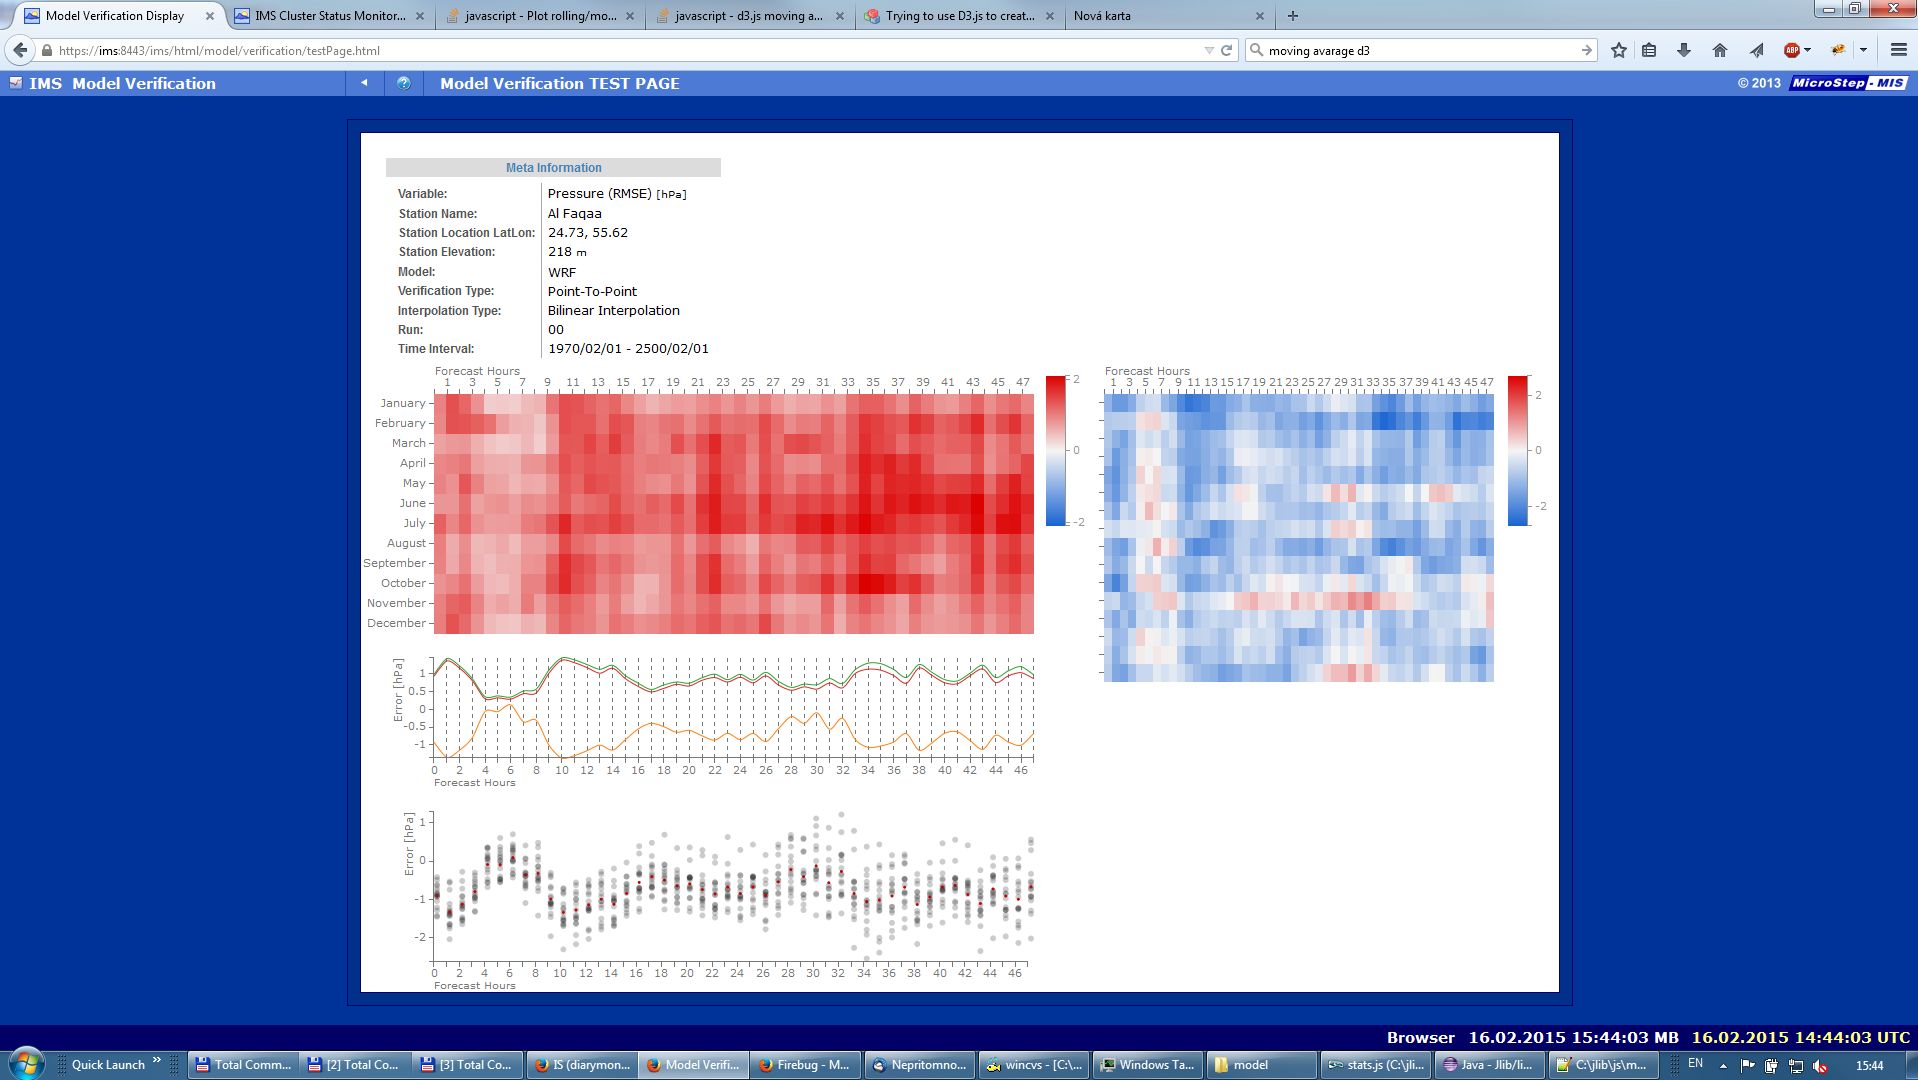 Model Verification Display
IMS Cluster Status Monitor...
javascript - Plot rolling/mo...
javascript - d3.js moving a...
Trying to use D3.js to creat...
Nová karta
https://ims:8443/ims/html/model/verification/testPage.html
moving avarage d3
ABP
IMS Model Verification
Model Verification TEST PAGE
© 2013 MicroStep - MIS
Meta Information
Variable: Pressure (RMSE) [hPa]
Station Name: Al Faqaa
Station Location LatLon: 24.73, 55.62
Station Elevation: 218 m
Model: WRF
Verification Type: Point-To-Point
Interpolation Type: Bilinear Interpolation
Run: 00
Time Interval: 1970/02/01 - 2500/02/01
Forecast Hours
1 3 5 7 9 11 13 15 17 19 21 23 25 27 29 31 33 35 37 39 41 43 45 47
January
February
March
April
May
June
July
August
September
October
November
December
2
0
-2
Forecast Hours
1 3 5 7 9 11 13 15 17 19 21 23 25 27 29 31 33 35 37 39 41 43 45 47
2
0
-2
Error [hPa]
1
0.5
0
-0.5
-1
0 2 4 6 8 10 12 14 16 18 20 22 24 26 28 30 32 34 36 38 40 42 44 46
Forecast Hours
Error [hPa]
1
0
-1
-2
0 2 4 6 8 10 12 14 16 18 20 22 24 26 28 30 32 34 36 38 40 42 44 46
Forecast Hours
Browser 16.02.2015 15:44:03 MB 16.02.2015 14:44:03 UTC
Quick Launch
Total Comm...
[2] Total Co...
[3] Total Co...
IS (diarymon...
Model Verifi...
Firebug - M...
Nepritomno...
wincvs - [C:\...
Windows Ta...
model
stats.js (C:\jli...
Java - Jlib/li...
C:\jlib\js\m...
EN
15:44